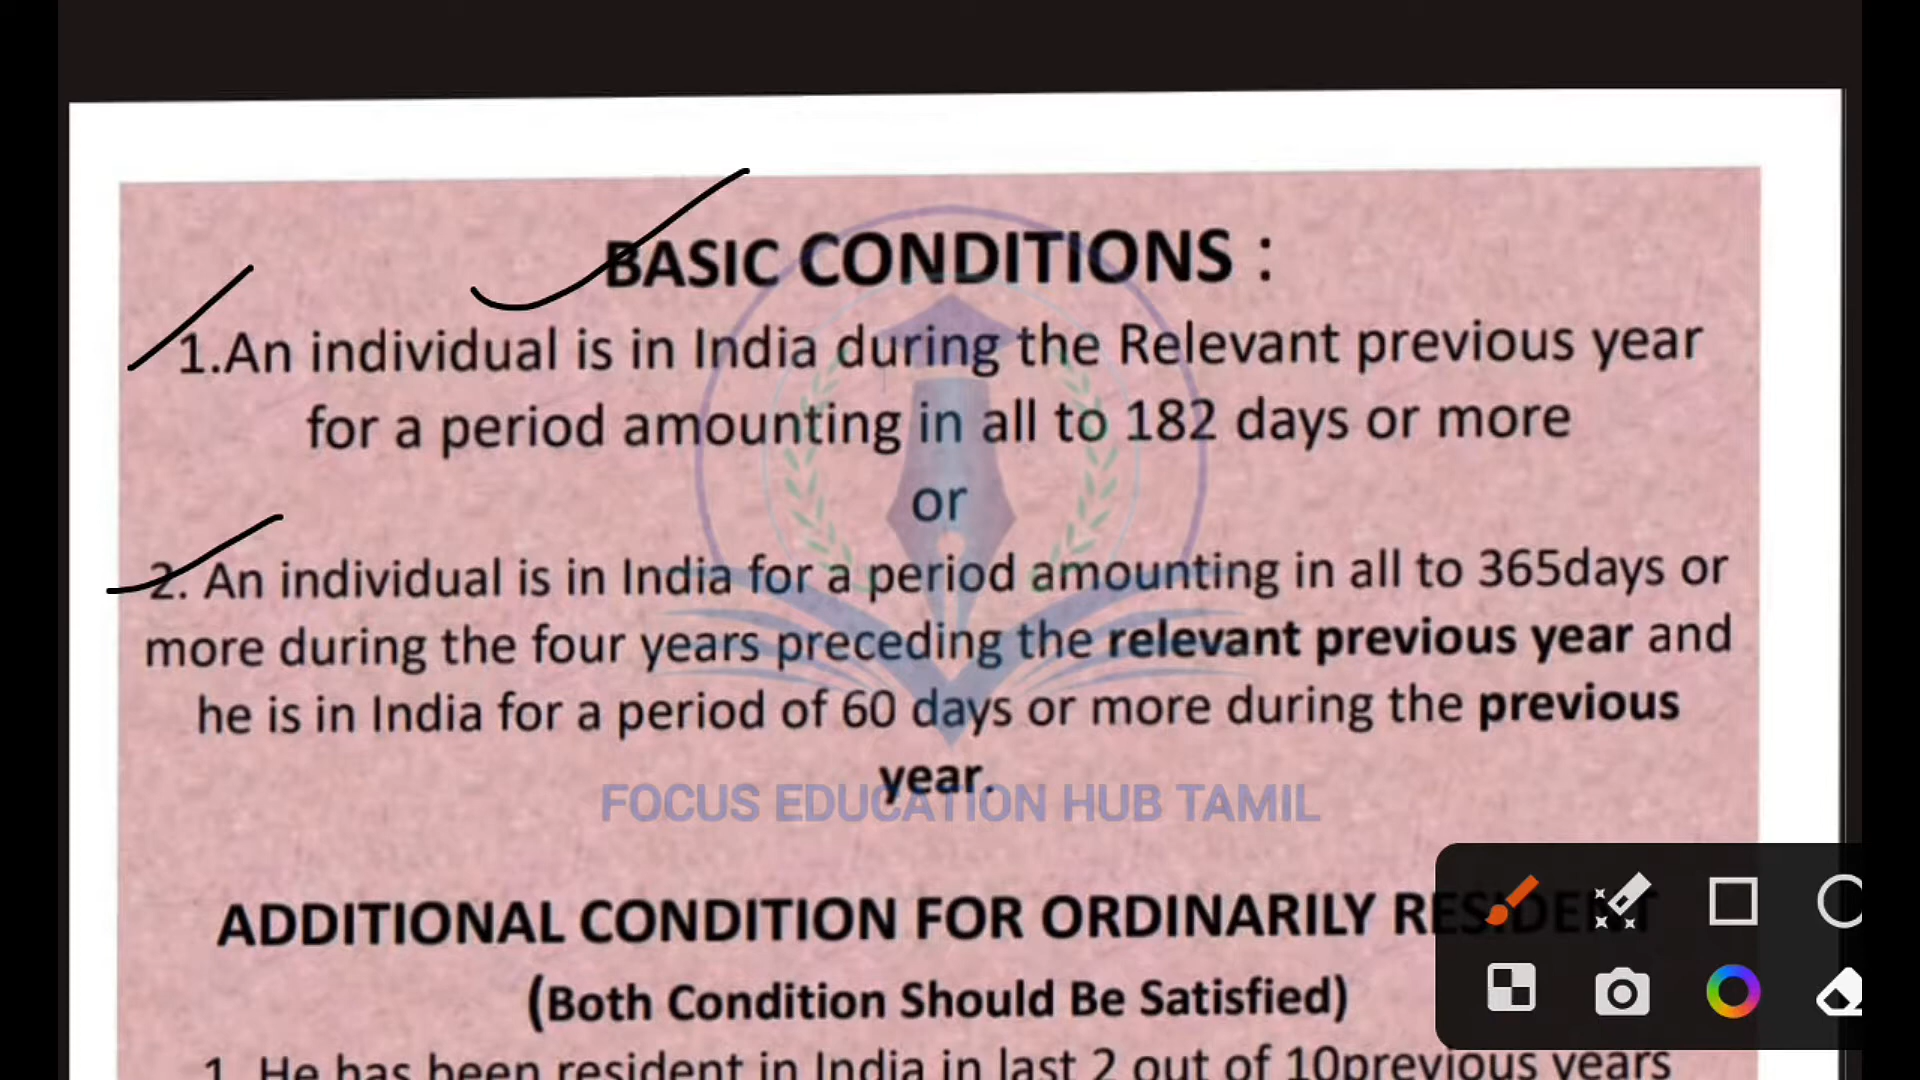 BASIC CONDITIONS :
1.An individual is in India during the Relevant previous year
for a period amounting in all to 182 days or more
or
2. An individual is in India for a period amounting in all to 365days or
more during the four years preceding the relevant previous year and
he is in India for a period of 60 days or more during the previous
year.
FOCUS EDUCATION HUB TAMIL
ADDITIONAL CONDITION FOR ORDINARILY RESIDENT
(Both Condition Should Be Satisfied)
1. He has been resident in India in last 2 out of 10previous years